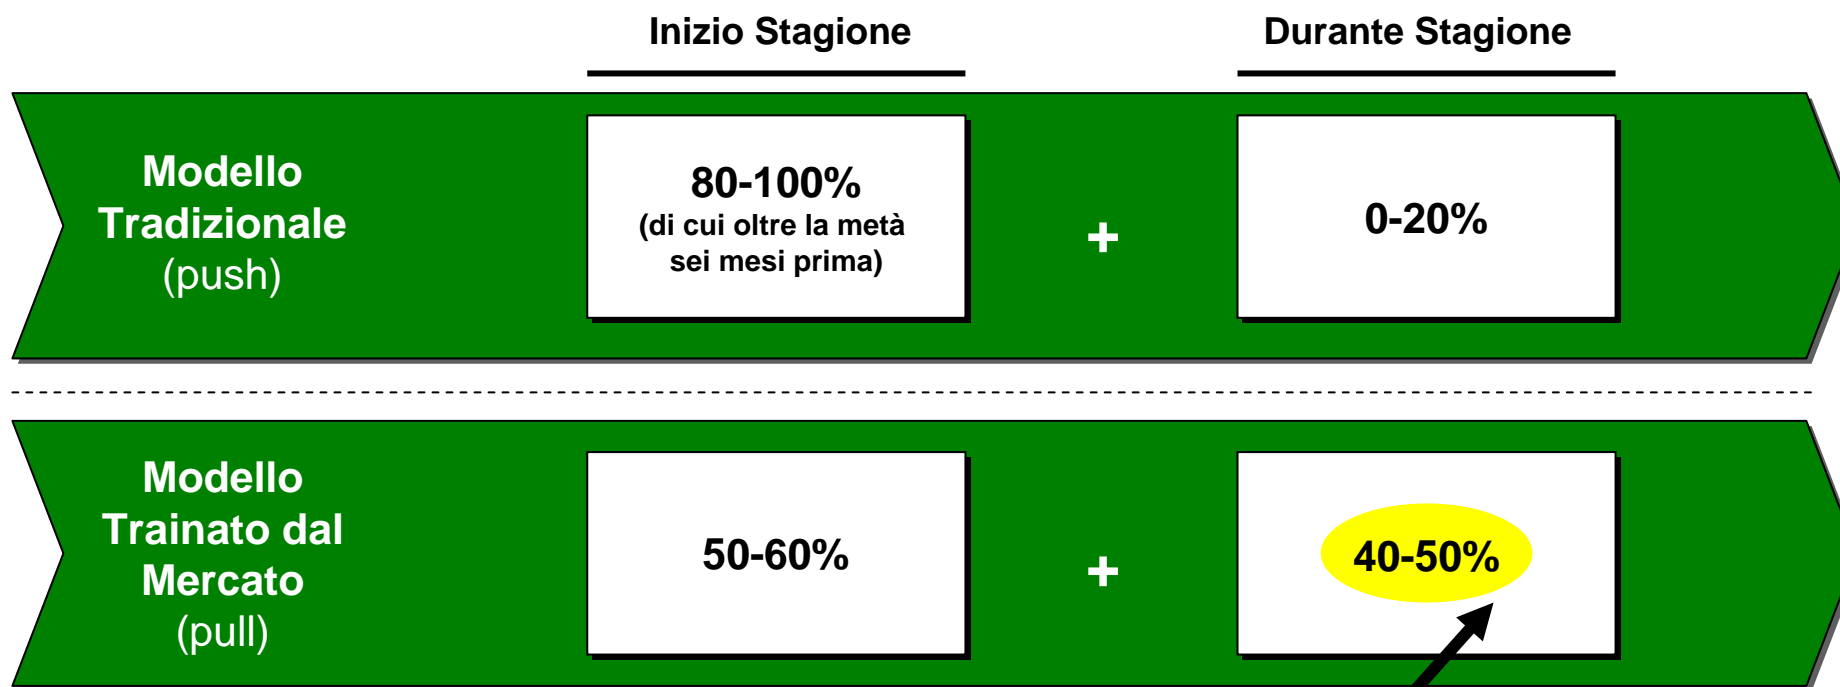 Inizio Stagione
Durante Stagione
Modello
Tradizionale
(push)
80-100%
(di cui oltre la metà
sei mesi prima)
+
0-20%
Modello
Trainato dal
Mercato
(pull)
50-60%
+
40-50%